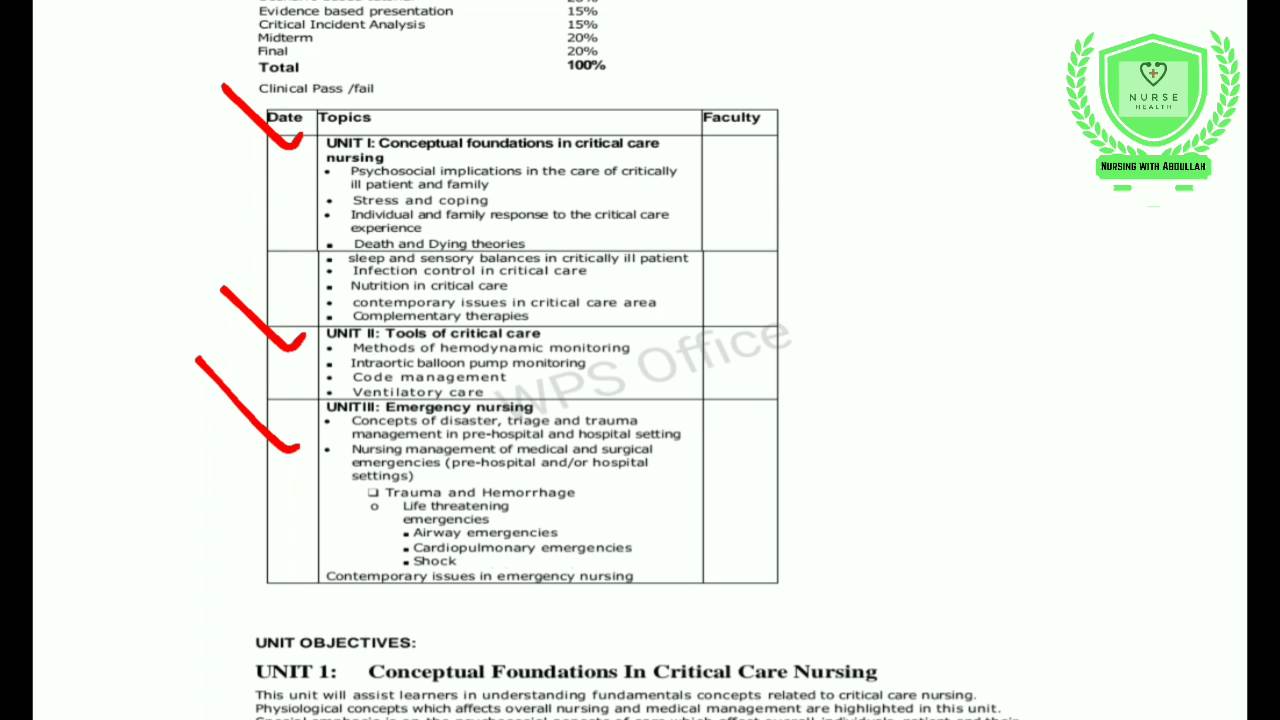 Evidence based presentation 15%
Critical Incident Analysis 15%
Midterm 20%
Final 20%
Total 100%
Clinical Pass /fail
Date Topics Faculty
UNIT I: Conceptual foundations in critical care
nursing
• Psychosocial implications in the care of critically
ill patient and family
• Stress and coping
• Individual and family response to the critical care
experience
▪ Death and Dying theories
▪ sleep and sensory balances in critically ill patient
• Infection control in critical care
▪ Nutrition in critical care
• contemporary issues in critical care area
▪ Complementary therapies
UNIT II: Tools of critical care
• Methods of hemodynamic monitoring
▪ Intraortic balloon pump monitoring
• Code management
• Ventilatory care
UNITIII: Emergency nursing
• Concepts of disaster, triage and trauma
management in pre-hospital and hospital setting
• Nursing management of medical and surgical
emergencies (pre-hospital and/or hospital
settings)
❑ Trauma and Hemorrhage
o Life threatening
emergencies
▪ Airway emergencies
▪ Cardiopulmonary emergencies
▪ Shock
Contemporary issues in emergency nursing
WPS Office
UNIT OBJECTIVES:
UNIT 1: Conceptual Foundations In Critical Care Nursing
This unit will assist learners in understanding fundamentals concepts related to critical care nursing.
Physiological concepts which affects overall nursing and medical management are highlighted in this unit.
NURSE
HEALTH
NURSING WITH ABDULLAH